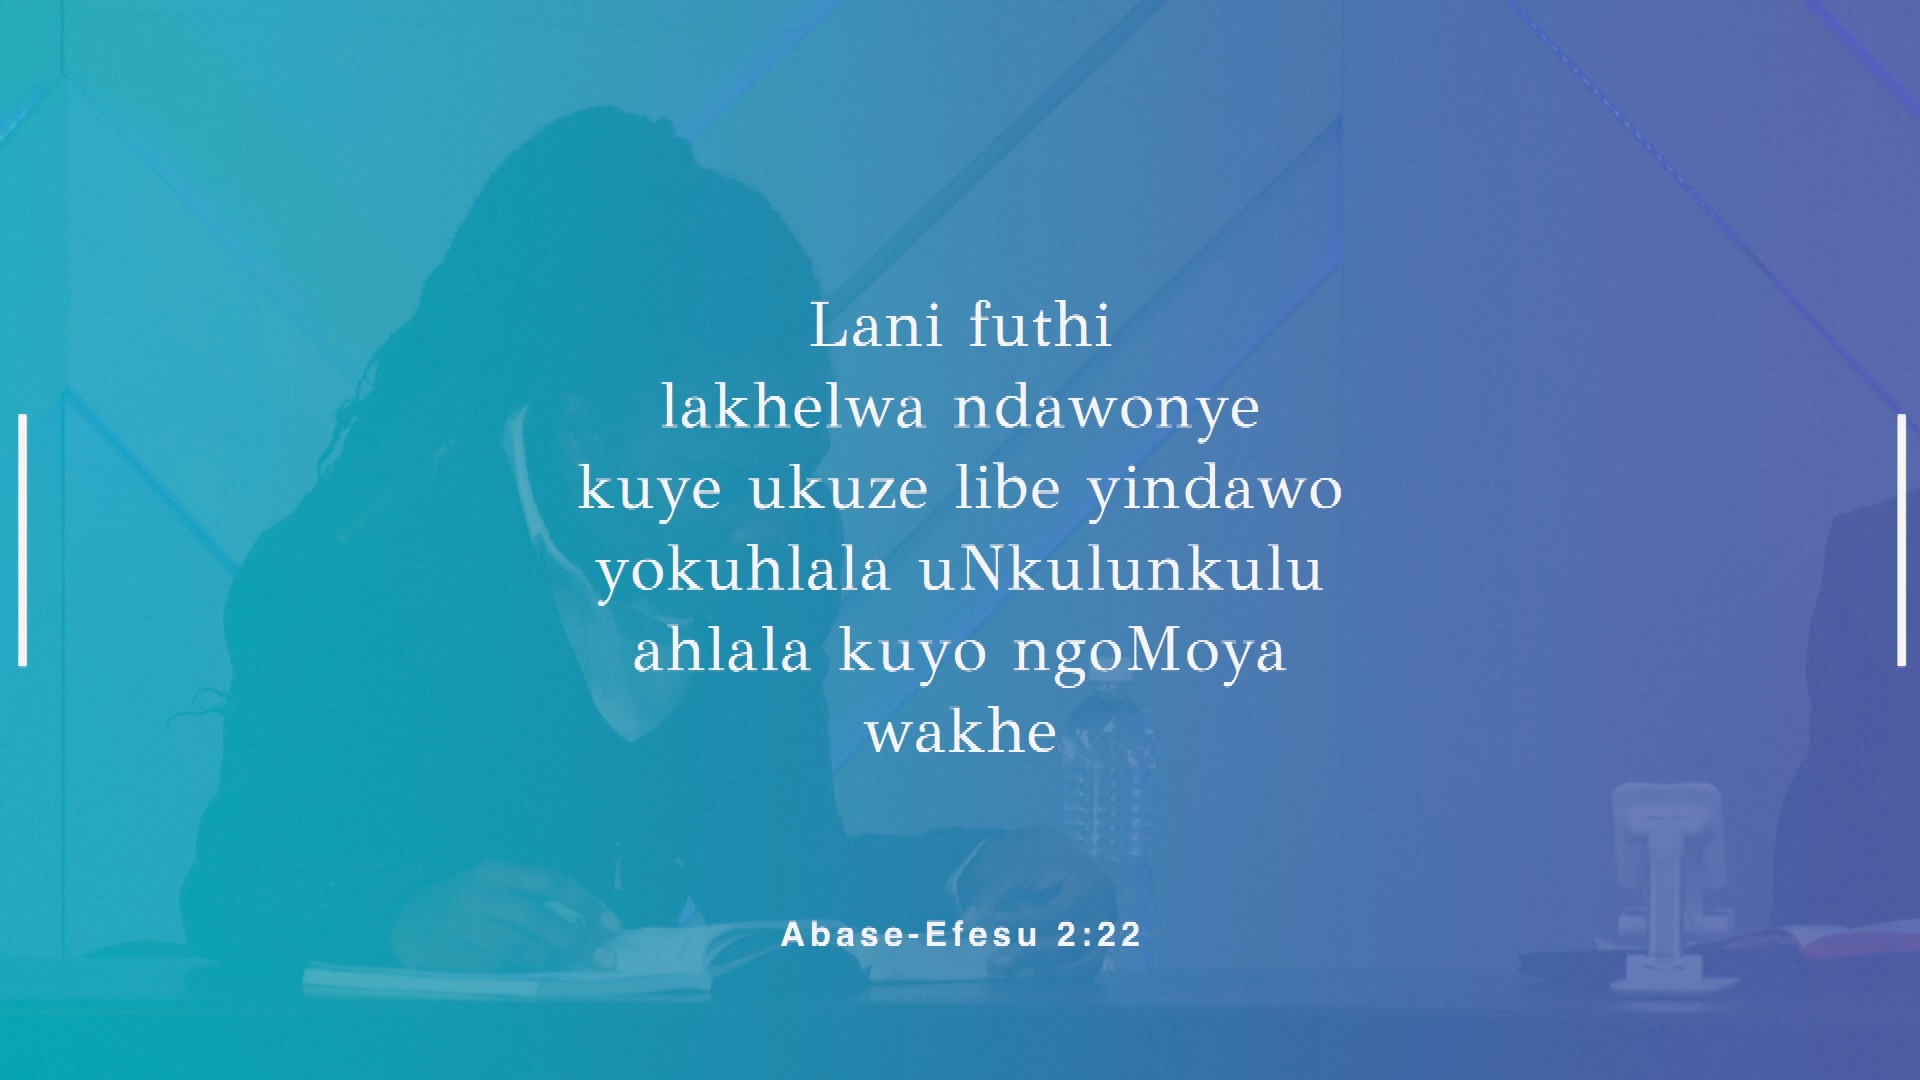 Lani futhi
lakhelwa ndawonye
kuye ukuze libe yindawo
yokuhlala uNkulunkulu
ahlala kuyo ngoMoya
wakhe
Abase-Efesu 2:22